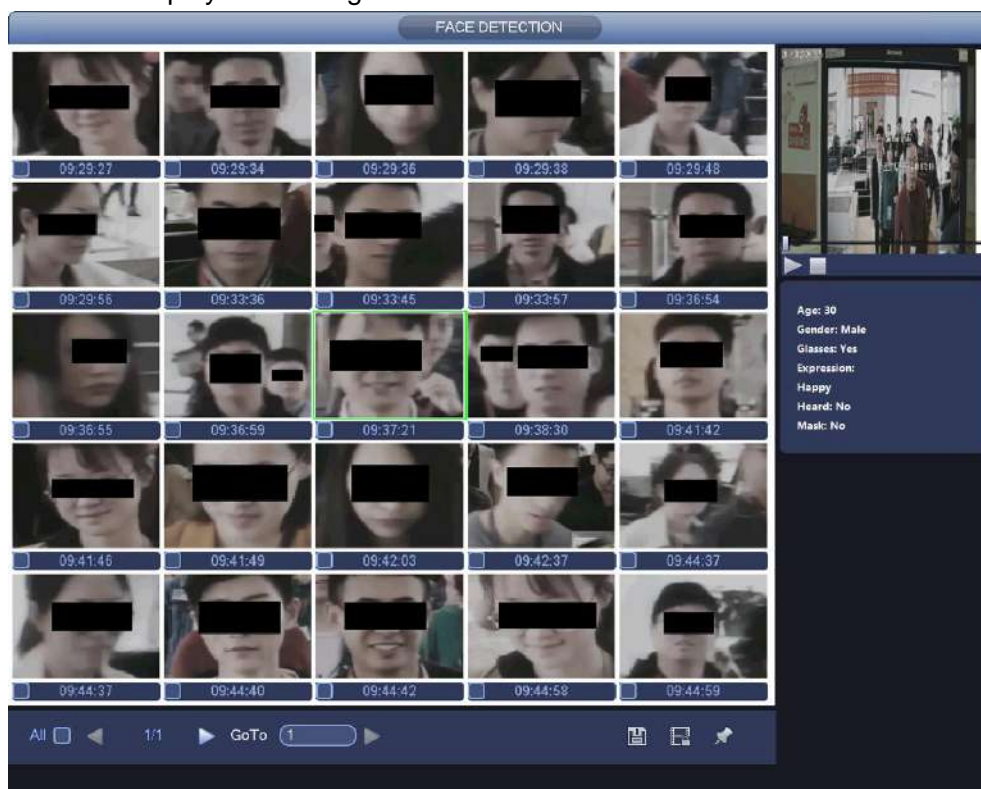 FACE DETECTION
09:29:27 09:29:34 09:29:36 09:29:38 09:29:48
09:29:56 09:33:36 09:33:45 09:33:57 09:36:54
09:36:55 09:36:59 09:37:21 09:38:30 09:41:42
09:41:46 09:41:49 09:42:03 09:42:37 09:44:37
09:44:37 09:44:40 09:44:42 09:44:58 09:44:59
Age: 30
Gender: Male
Glasses: Yes
Expression:
Happy
Heard: No
Mask: No
All 1/1 GoTo 1